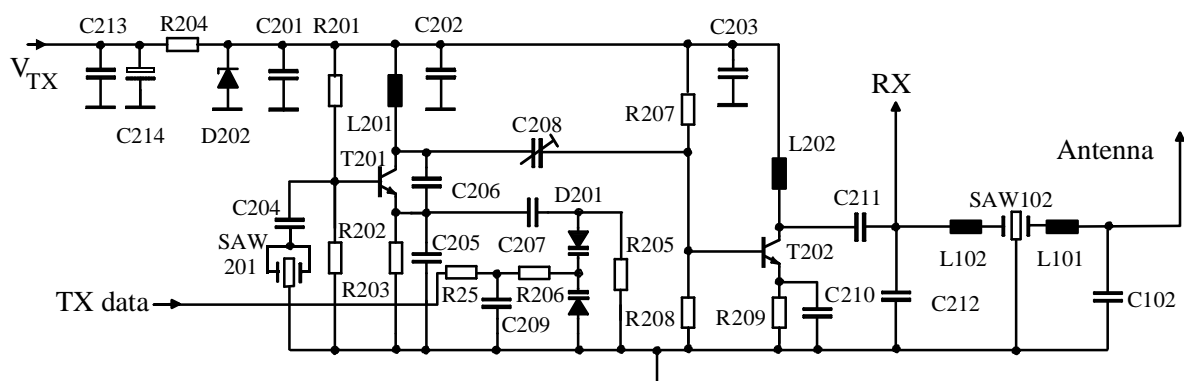 C213
R204
C201
R201
C202
C203
V TX
RX
C214
D202
L201
C208
R207
L202
Antenna
T201
C206
D201
C211
SAW102
C204
R202
C205
C207
R205
T202
SAW
201
L102
L101
TX data
R203
R25
R206
C209
R208
R209
C210
C212
C102